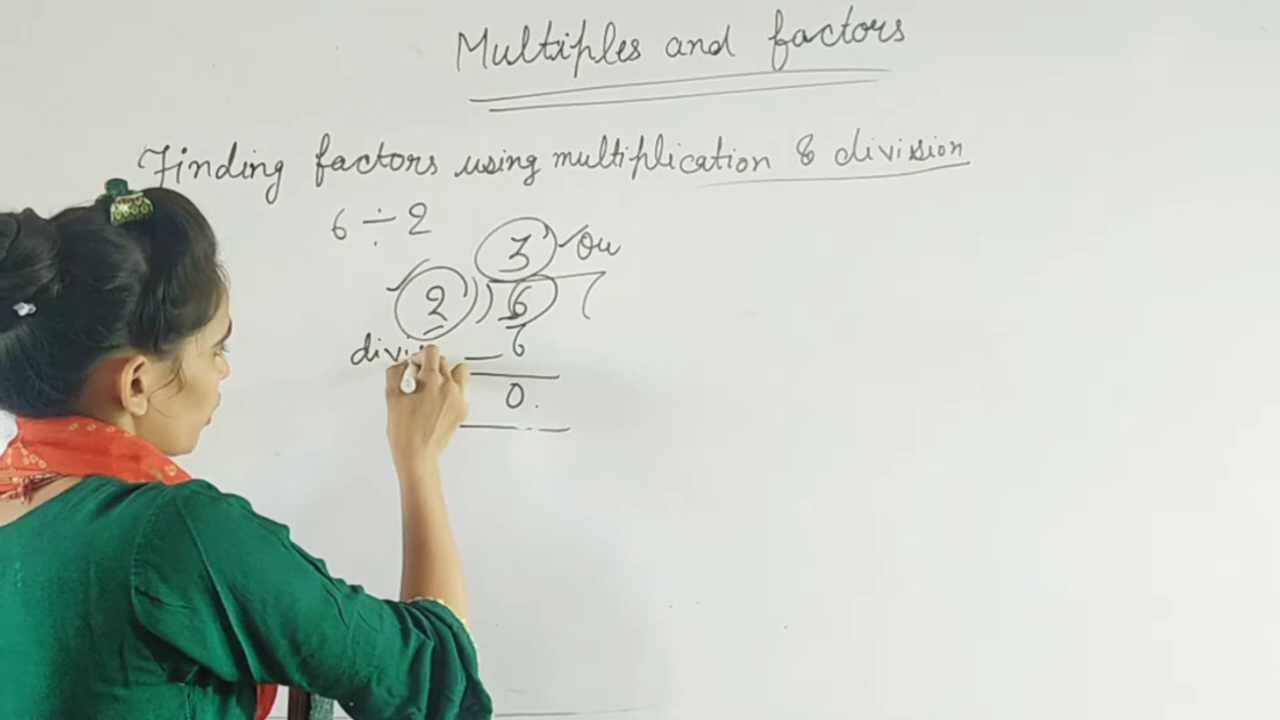 Multiples and factors
Finding factors using multiplication & division
6 ÷ 2
3
2 ) 6 (
6
0.